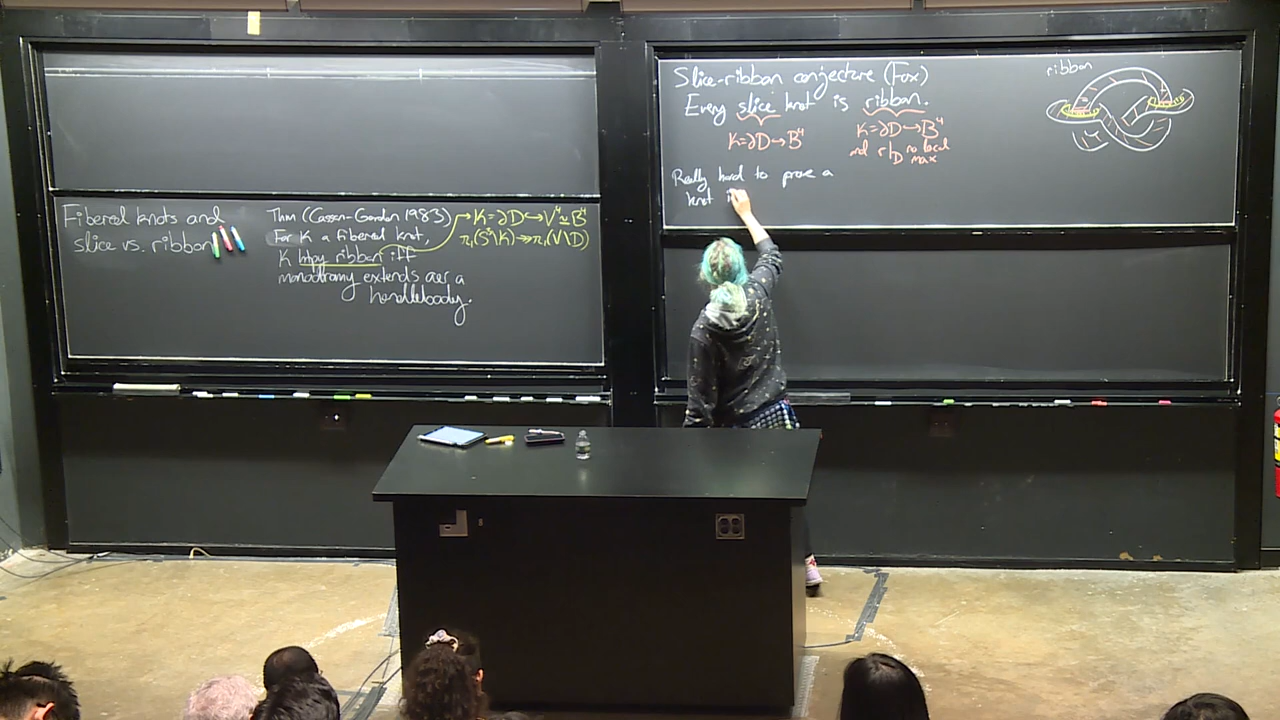 Fibered knots and
slice vs. ribbon
Thm (Casson-Gordon 1983)
For K a fibered knot,
K htpy ribbon iff
monodromy extends over a
handlebody.
K = ∂D ↪ V⁴ ≃ B⁴
π₁(S³\K) ↠ π₁(V\D)
Slice-ribbon conjecture (Fox)
Every slice knot is ribbon.
K = ∂D ↪ B⁴
K = ∂D ↪ B⁴
and r|D no local
max
ribbon
Really hard to prove a
knot